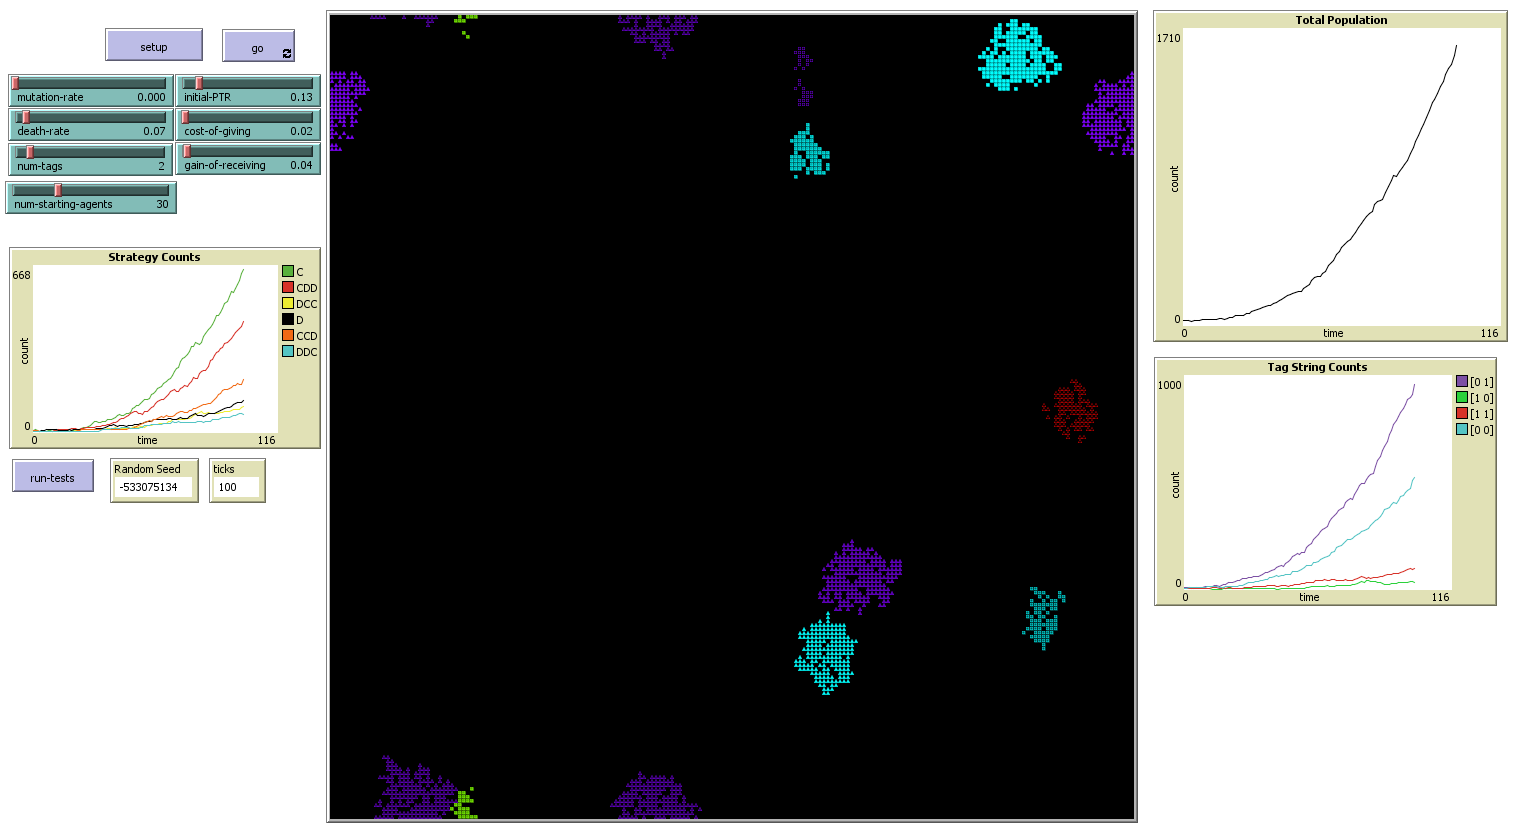 setup
go
mutation-rate 0.000
initial-PTR 0.13
death-rate 0.07
cost-of-giving 0.02
num-tags 2
gain-of-receiving 0.04
num-starting-agents 30
Strategy Counts
668
count
0
0
time
116
C
CDD
DCC
D
CCD
DDC
run-tests
Random Seed
-533075134
ticks
100
Total Population
1710
count
0
0
time
116
Tag String Counts
1000
count
0
0
time
116
[0 1]
[1 0]
[1 1]
[0 0]